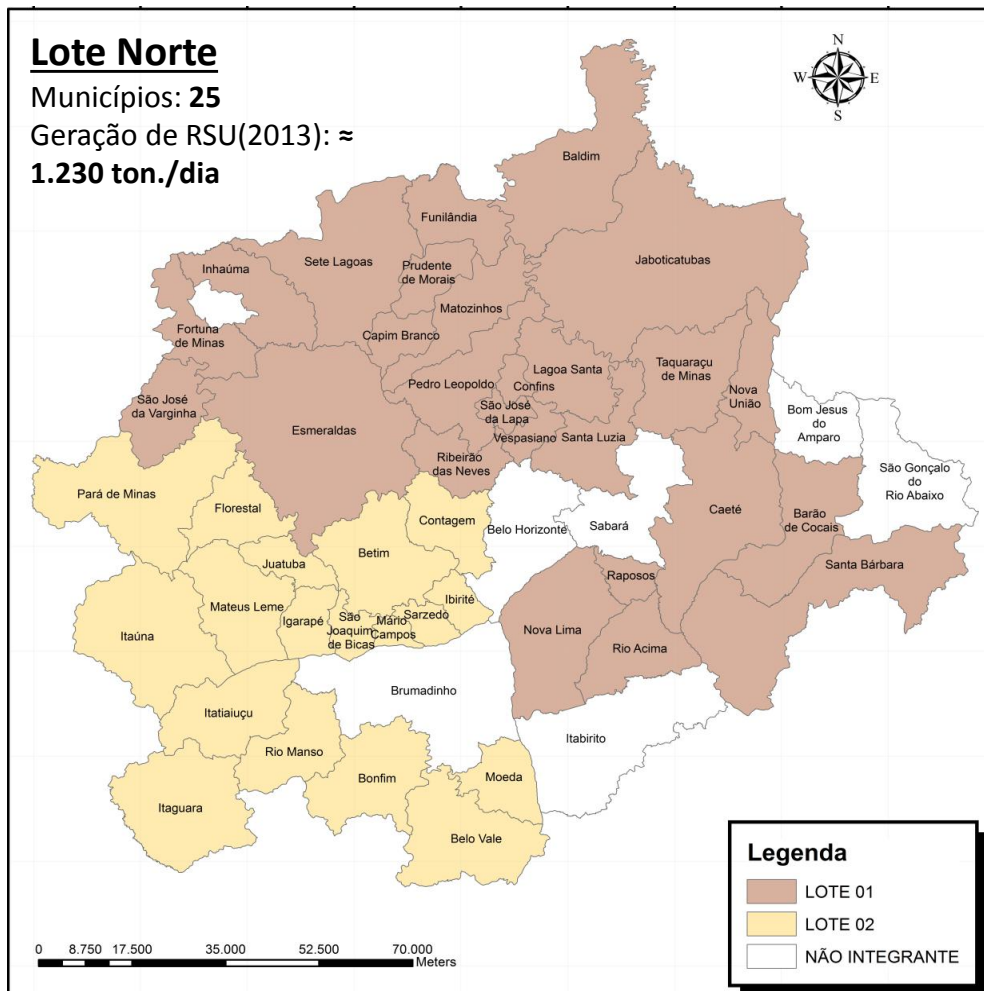 Lote Norte
Municípios: 25
Geração de RSU(2013): ≈
1.230 ton./dia
N
W
E
S
Baldim
Funilândia
Jaboticatubas
Sete Lagoas
Inhaúma
Prudente
de Morais
Matozinhos
Fortuna
de Minas
Capim Branco
Taquaraçu
de Minas
Lagoa Santa
Pedro Leopoldo
Confins
Nova
União
São José
da Varginha
São José
da Lapa
Bom Jesus
do
Amparo
Esmeraldas
Vespasiano
Santa Luzia
Ribeirão
das Neves
São Gonçalo
do
Rio Abaixo
Pará de Minas
Florestal
Contagem
Belo Horizonte
Sabará
Caeté
Barão
de Cocais
Betim
Juatuba
Santa Bárbara
Raposos
Mateus Leme
Igarapé
Ibirité
São
Joaquim
de Bicas
Mário
Campos
Sarzedo
Itaúna
Nova Lima
Rio Acima
Brumadinho
Itatiaiuçu
Itabirito
Rio Manso
Bonfim
Moeda
Itaguara
Belo Vale
Legenda
LOTE 01
LOTE 02
NÃO INTEGRANTE
0 8.750 17.500 35.000 52.500 70.000
Meters